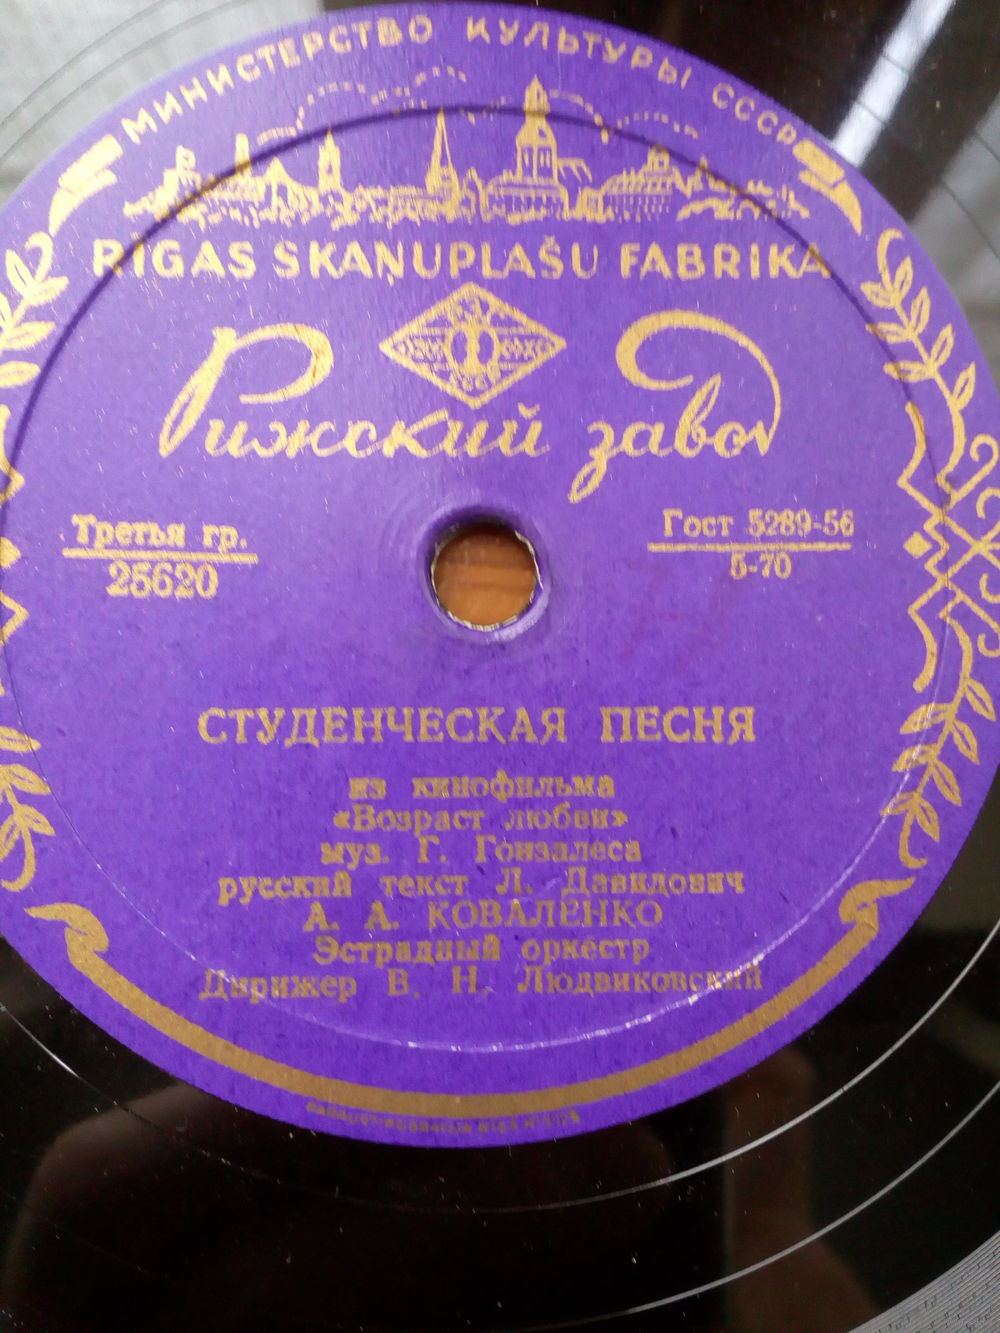 МИНИСТЕРСТВО КУЛЬТУРЫ СССР
RĪGAS SKAŅUPLAŠU FABRIKA
Рижский завод
Третья гр.
25620
Гост 5289-56
5-70
СТУДЕНЧЕСКАЯ ПЕСНЯ
из кинофильма
«Возраст любви»
муз. Г. Гонзалеса
русский текст Л. Давидович
А. А. КОВАЛЕНКО
Эстрадный оркестр
Дирижер В. Н. Людвиковский